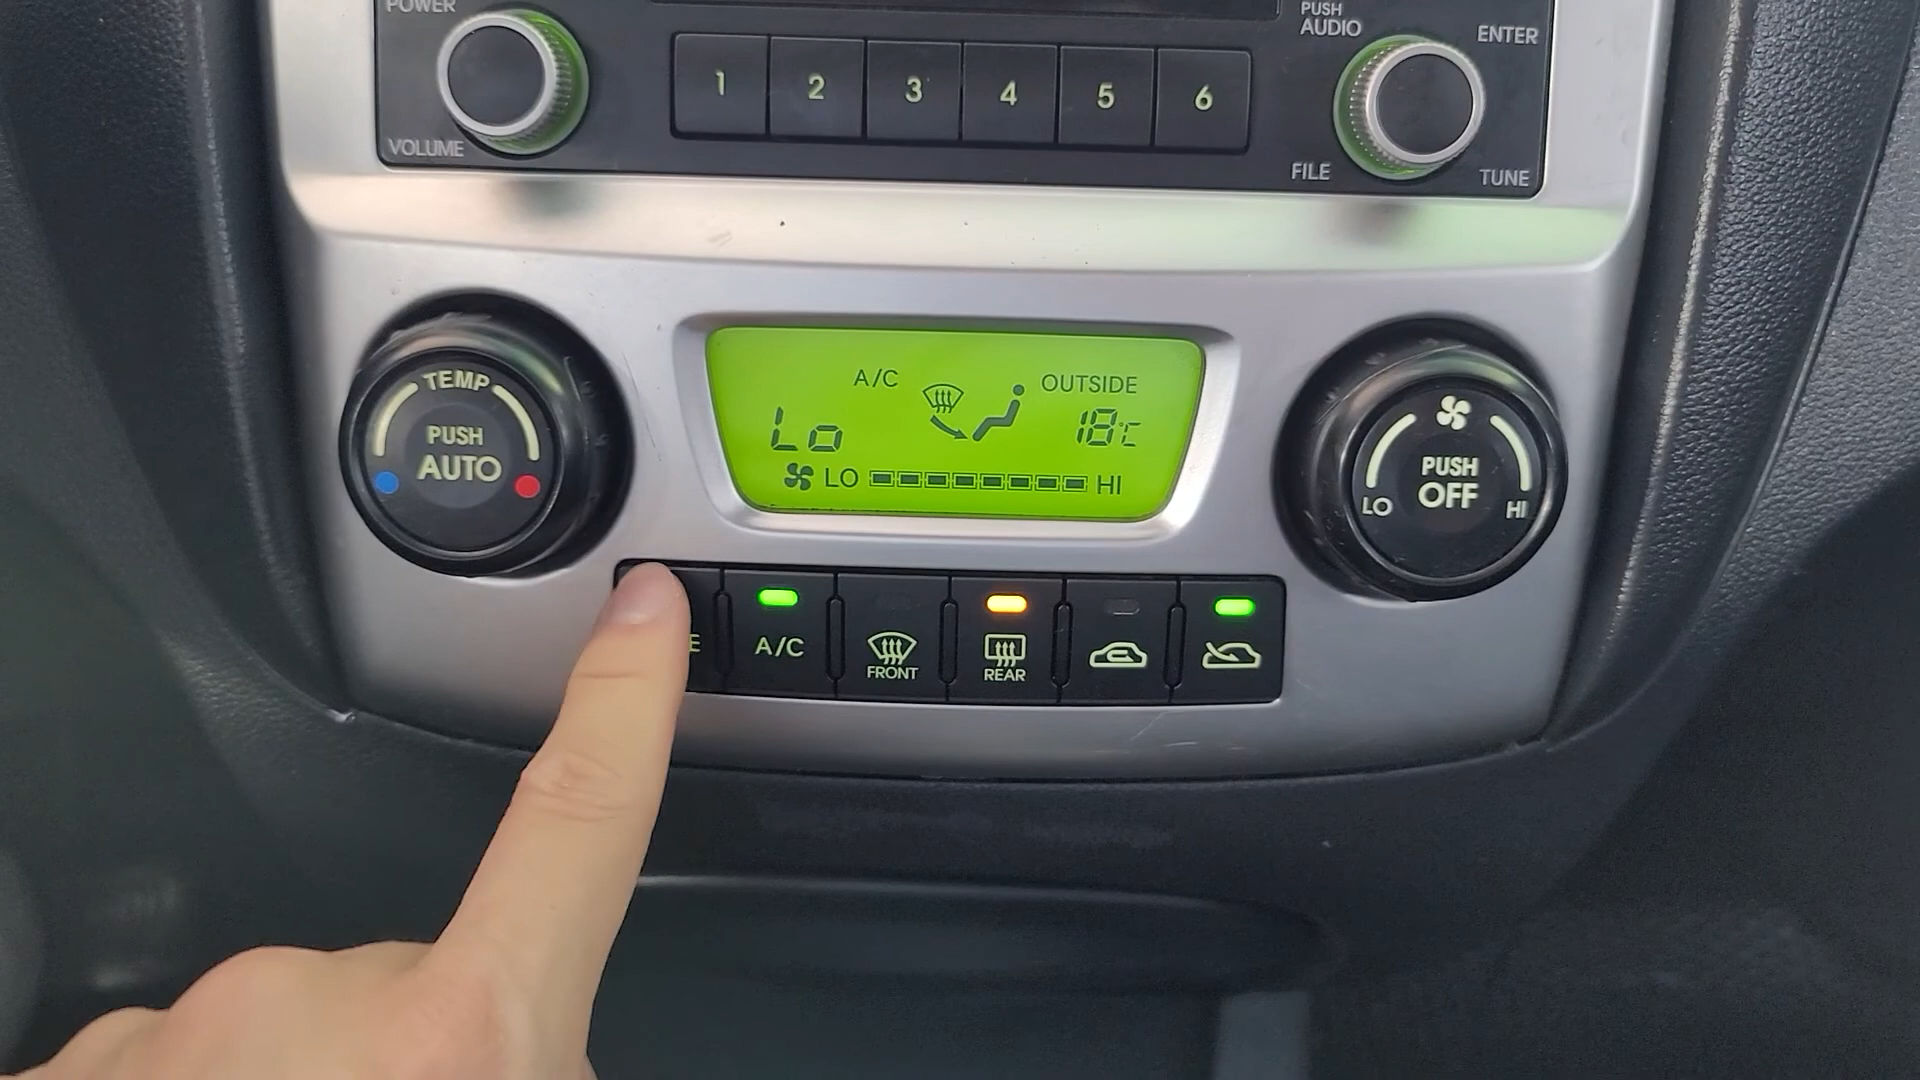 POWER
VOLUME
1 2 3 4 5 6
PUSH
AUDIO
ENTER
FILE
TUNE
TEMP
PUSH
AUTO
A/C
OUTSIDE
Lo
18°C
LO
HI
PUSH
OFF
LO
HI
E
A/C
FRONT
REAR